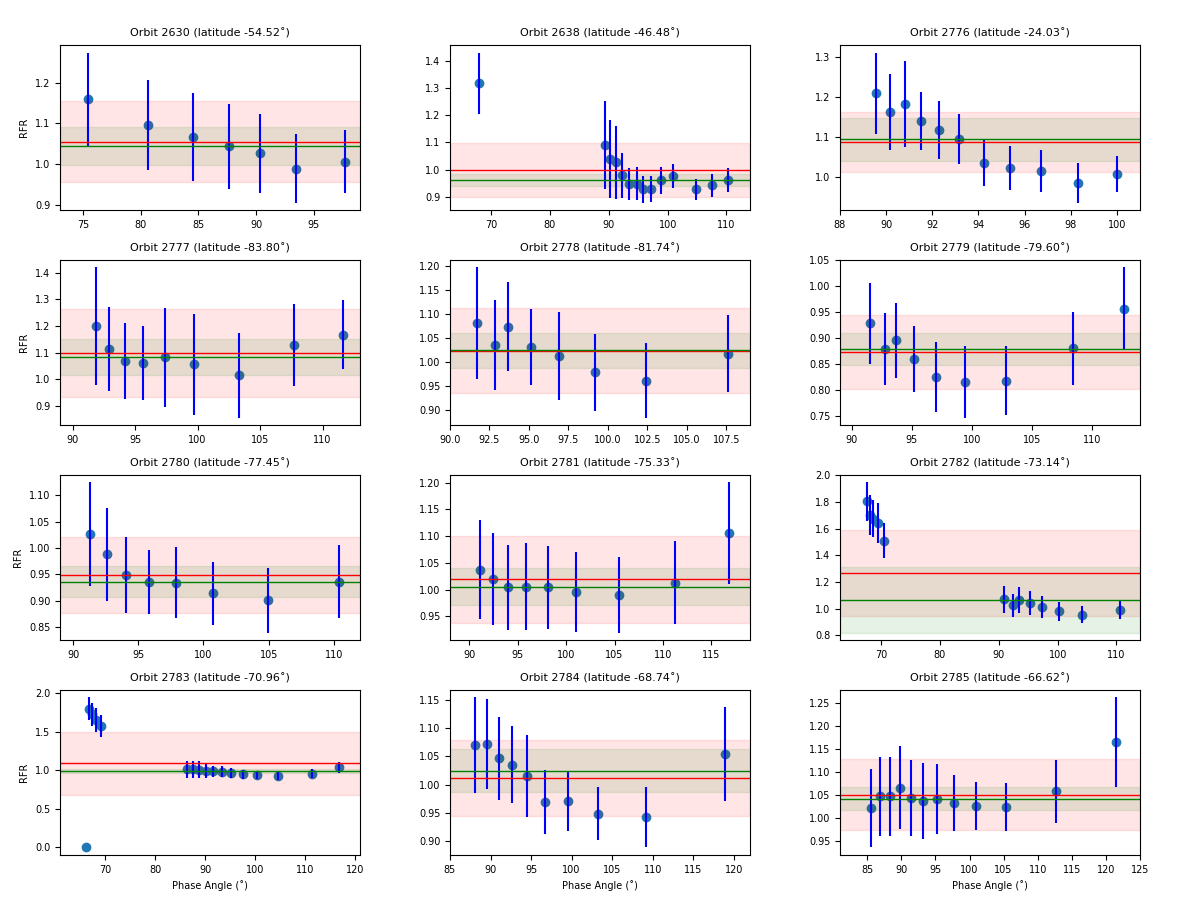 Orbit 2630 (latitude -54.52˚)
Orbit 2638 (latitude -46.48˚)
Orbit 2776 (latitude -24.03˚)
RFR
1.2
1.1
1.0
0.9
75 80 85 90 95
1.4
1.3
1.2
1.1
1.0
0.9
70 80 90 100 110
1.3
1.2
1.1
1.0
88 90 92 94 96 98 100
Orbit 2777 (latitude -83.80˚)
Orbit 2778 (latitude -81.74˚)
Orbit 2779 (latitude -79.60˚)
1.4
1.3
1.2
1.1
1.0
0.9
90 95 100 105 110
1.20
1.15
1.10
1.05
1.00
0.95
0.90
90.0 92.5 95.0 97.5 100.0 102.5 105.0 107.5
1.05
1.00
0.95
0.90
0.85
0.80
0.75
90 95 100 105 110
Orbit 2780 (latitude -77.45˚)
Orbit 2781 (latitude -75.33˚)
Orbit 2782 (latitude -73.14˚)
RFR
1.10
1.05
1.00
0.95
0.90
0.85
90 95 100 105 110
1.20
1.15
1.10
1.05
1.00
0.95
90 95 100 105 110 115
2.0
1.8
1.6
1.4
1.2
1.0
0.8
70 80 90 100 110
Orbit 2783 (latitude -70.96˚)
Orbit 2784 (latitude -68.74˚)
Orbit 2785 (latitude -66.62˚)
RFR
2.0
1.5
1.0
0.5
0.0
70 80 90 100 110 120
Phase Angle (˚)
1.15
1.10
1.05
1.00
0.95
0.90
85 90 95 100 105 110 115 120
Phase Angle (˚)
1.25
1.20
1.15
1.10
1.05
1.00
0.95
85 90 95 100 105 110 115 120 125
Phase Angle (˚)